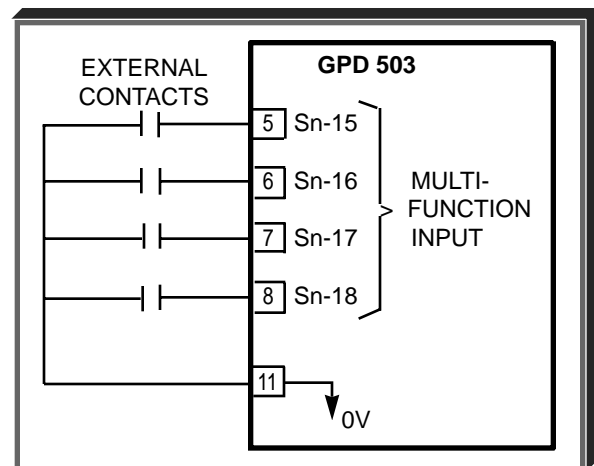 EXTERNAL
CONTACTS
GPD 503
5 Sn-15
6 Sn-16
7 Sn-17
8 Sn-18
MULTI-
FUNCTION
INPUT
11
0V